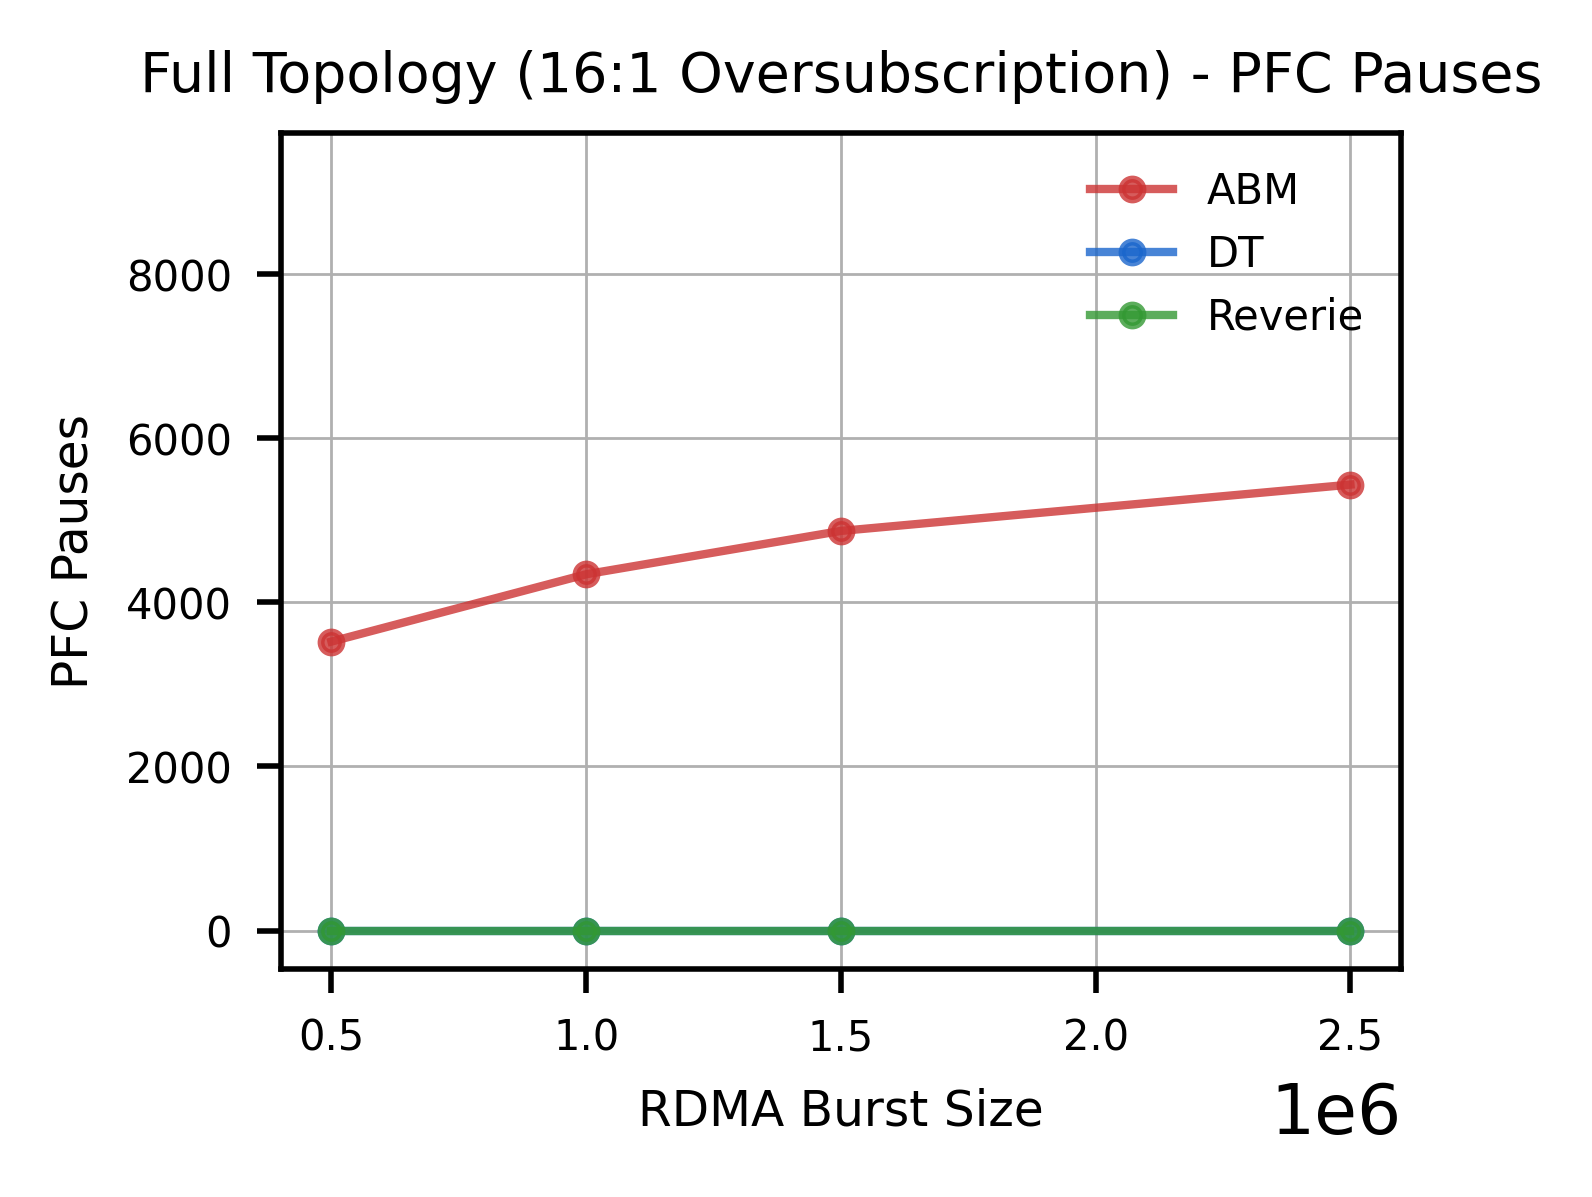 Full Topology (16:1 Oversubscription) - PFC Pauses
ABM
DT
Reverie
PFC Pauses
8000
6000
4000
2000
0
0.5 1.0 1.5 2.0 2.5
RDMA Burst Size
1e6